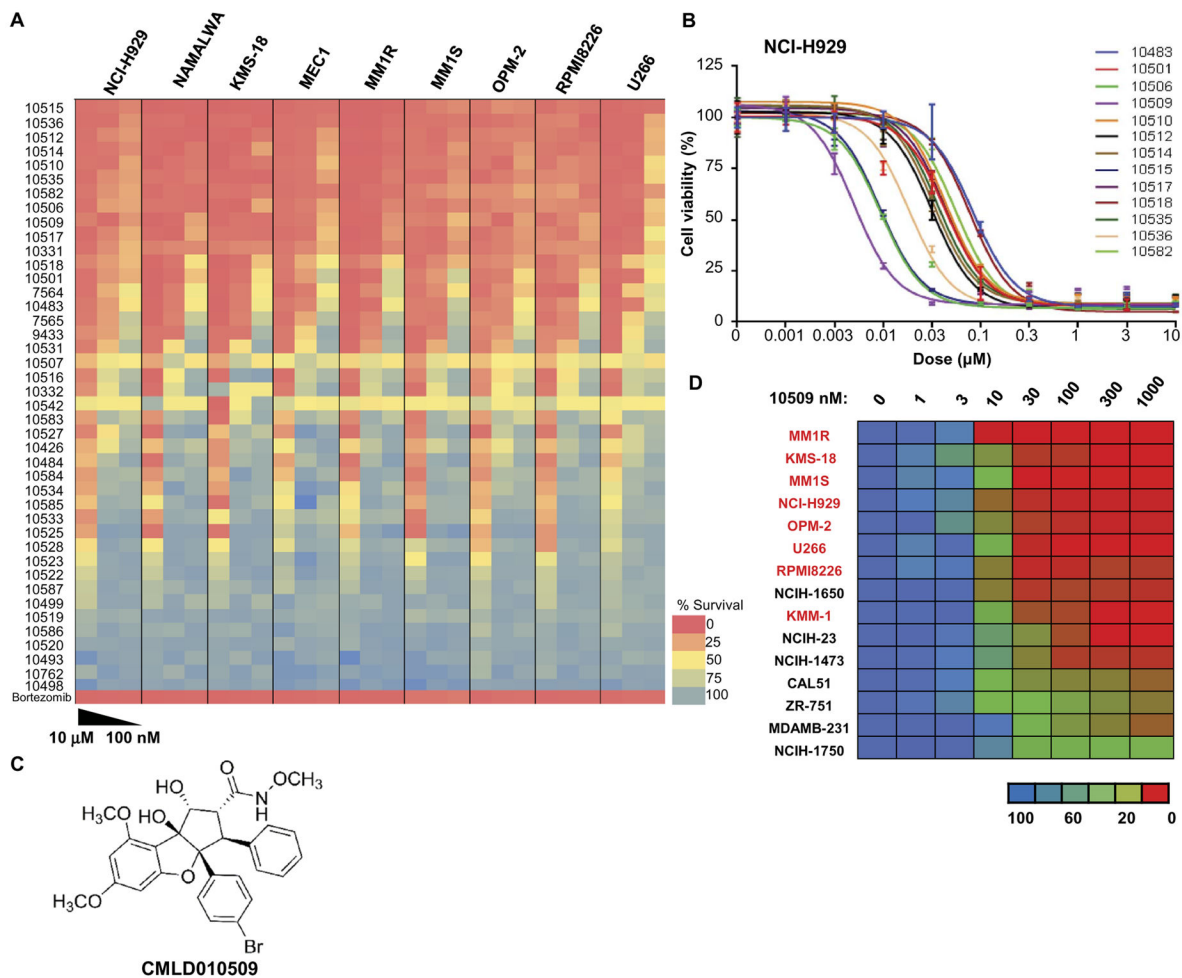 A
NCI-H929
NAMALWA
KMS-18
MEC1
MM1R
MM1S
OPM-2
RPMI8226
U266
10515
10536
10512
10514
10510
10535
10582
10506
10509
10517
10331
10518
10501
7564
10483
7565
9433
10531
10507
10516
10332
10542
10583
10527
10426
10484
10584
10534
10585
10533
10525
10528
10523
10522
10587
10499
10519
10586
10520
10493
10762
10498
Bortezomib
10 µM 100 nM
% Survival
0
25
50
75
100
B
NCI-H929
Cell viability (%)
125
100
75
50
25
0
0 0.001 0.003 0.01 0.03 0.1 0.3 1 3 10
Dose (µM)
10483
10501
10506
10509
10510
10512
10514
10515
10517
10518
10535
10536
10582
C
HO
O
OCH3
N
H
OCH3
HO
O
H3CO
Br
CMLD010509
D
10509 nM: 0 1 3 10 30 100 300 1000
MM1R
KMS-18
MM1S
NCI-H929
OPM-2
U266
RPMI8226
NCIH-1650
KMM-1
NCIH-23
NCIH-1473
CAL51
ZR-751
MDAMB-231
NCIH-1750
100 60 20 0